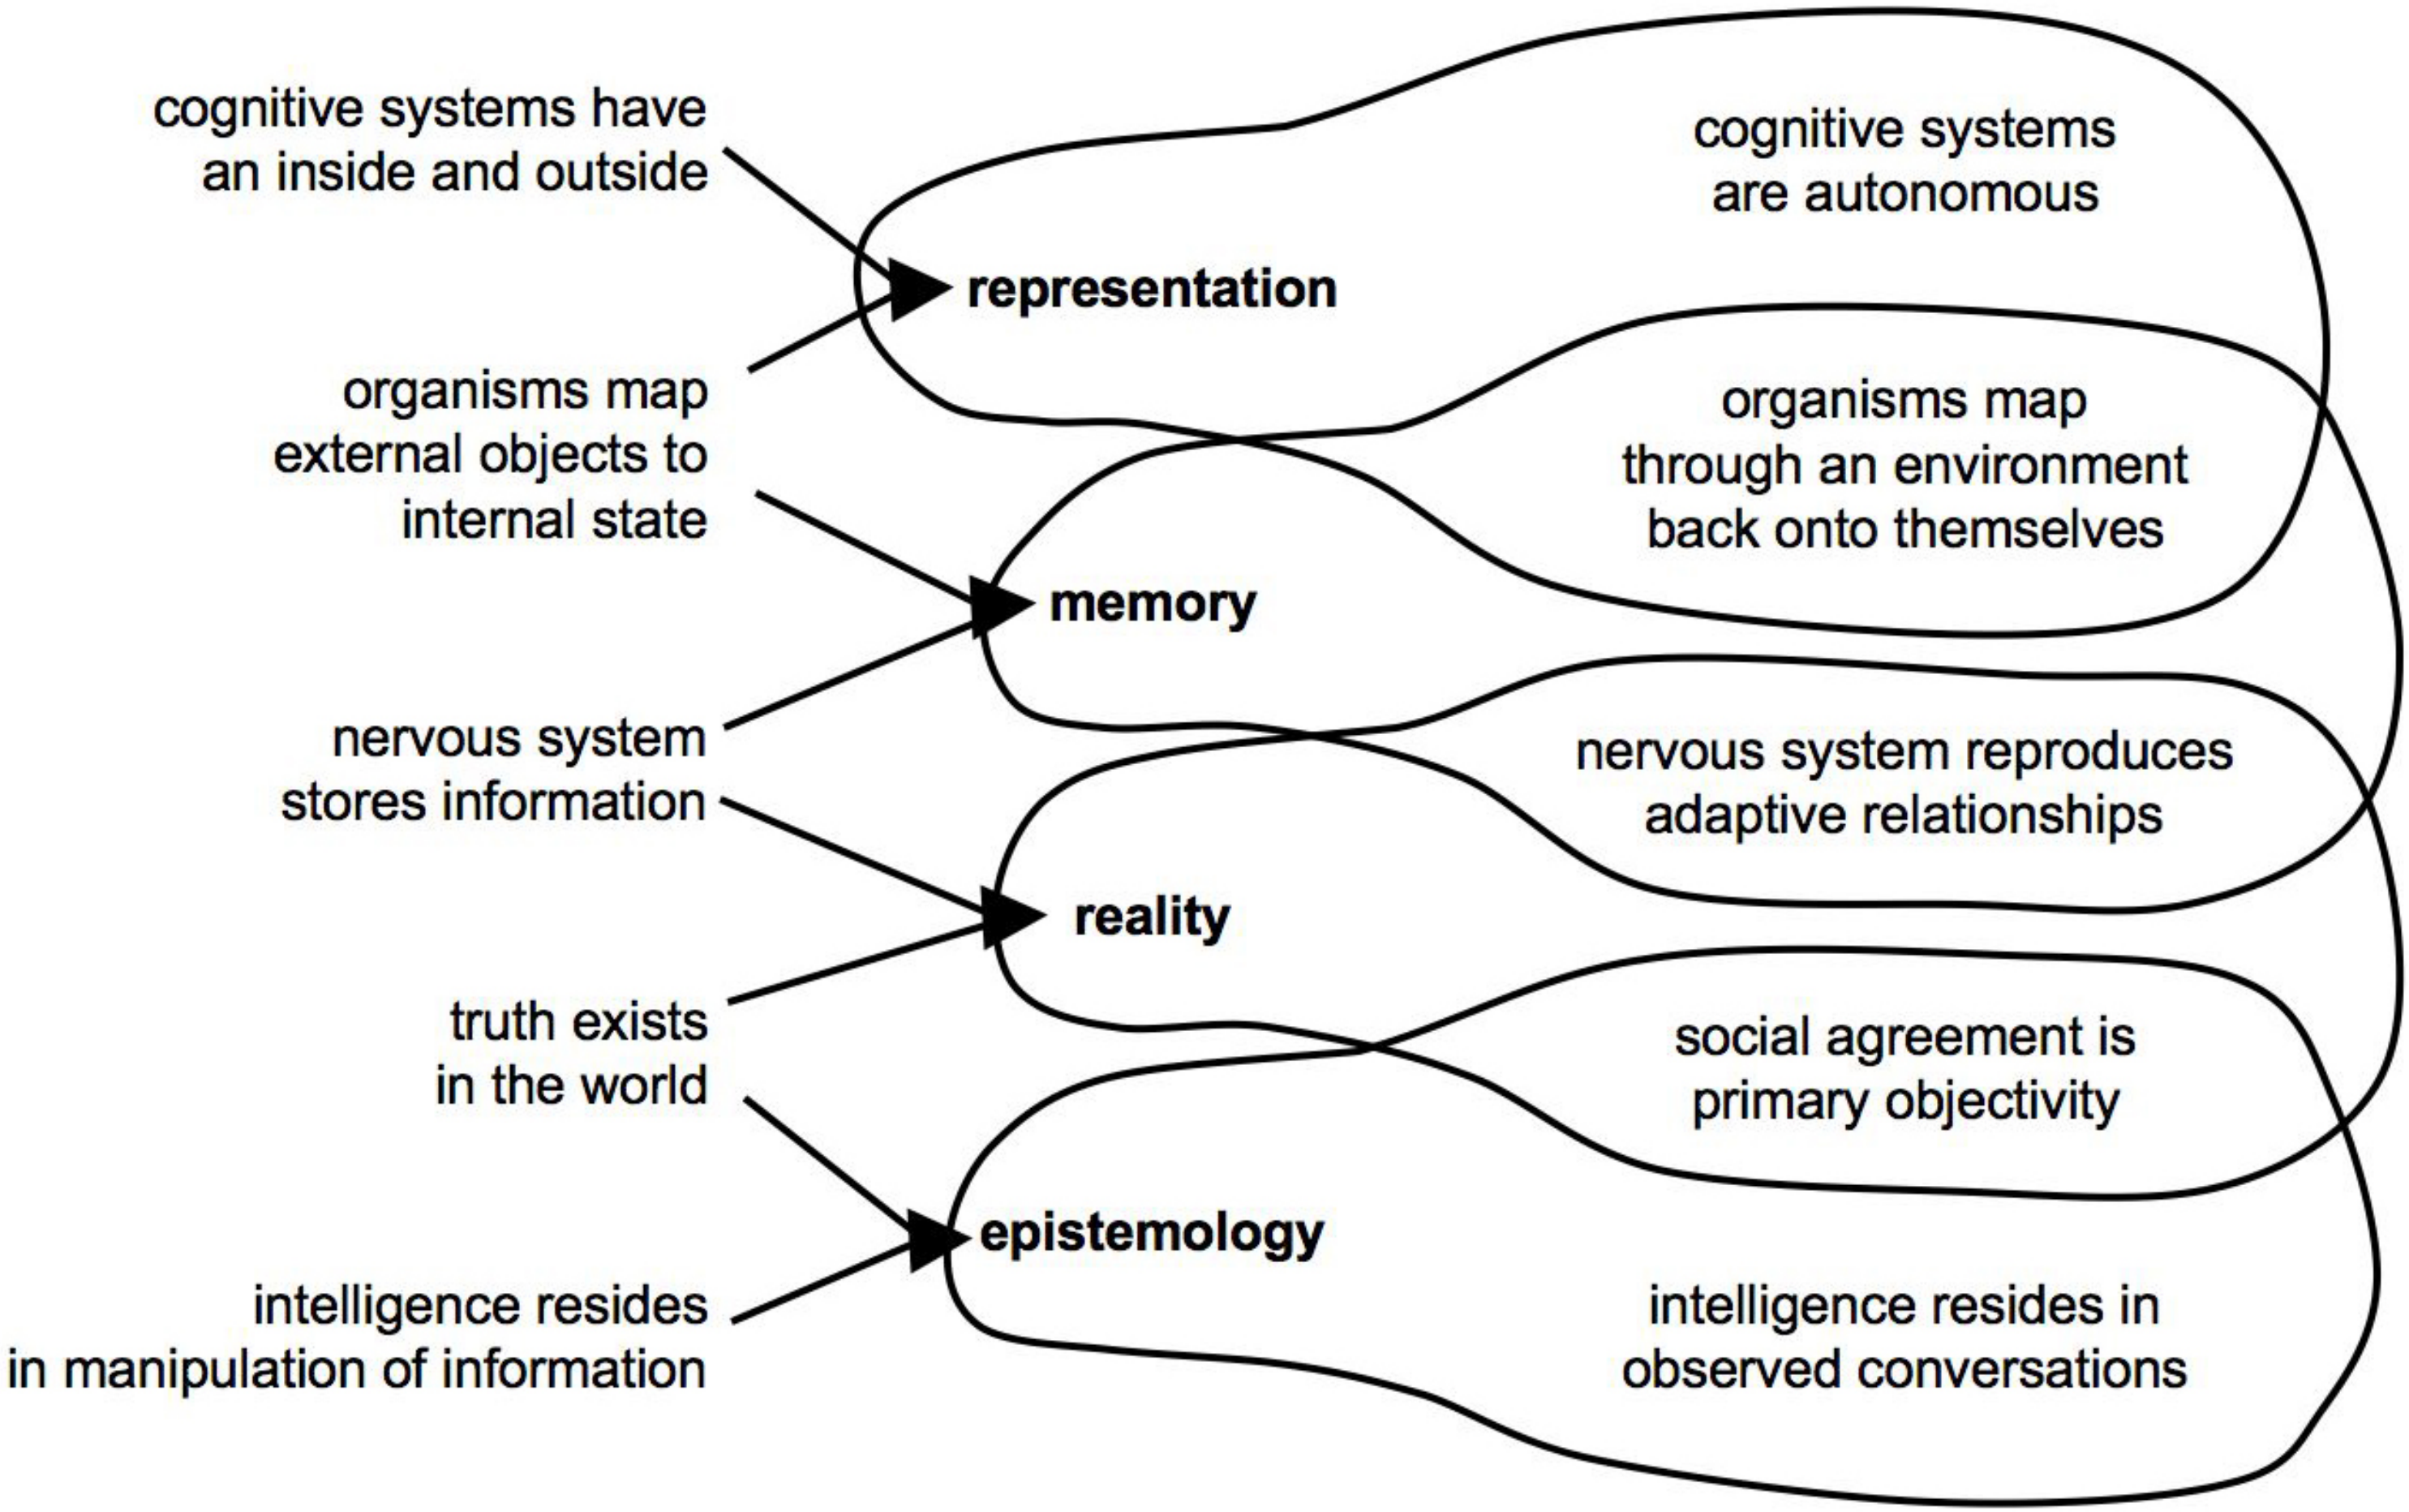 cognitive systems have
an inside and outside
organisms map
external objects to
internal state
nervous system
stores information
truth exists
in the world
intelligence resides
in manipulation of information
representation
memory
reality
epistemology
cognitive systems
are autonomous
organisms map
through an environment
back onto themselves
nervous system reproduces
adaptive relationships
social agreement is
primary objectivity
intelligence resides in
observed conversations